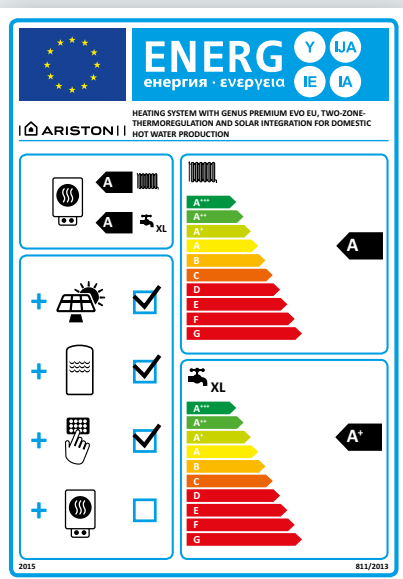 ENERG Y IJA
енергия · ενεργεια IE IA
ARISTON
HEATING SYSTEM WITH GENUS PREMIUM EVO EU, TWO-ZONE-
THERMOREGULATION AND SOLAR INTEGRATION FOR DOMESTIC
HOT WATER PRODUCTION
A
A XL
A+++
A++
A+
A
B
C
D
E
F
G
A
XL
A+++
A++
A+
A
B
C
D
E
F
G
A+
+
+
+
+
2015 811/2013